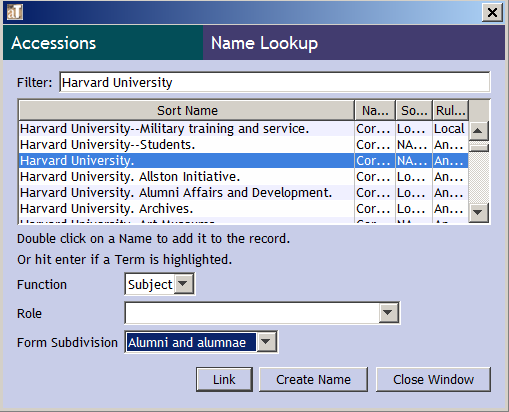 aT
Accessions Name Lookup
Filter: Harvard University
Sort Name Na... So... Rul...
Harvard University--Military training and service. Cor... Lo... Local
Harvard University--Students. Cor... NA... An...
Harvard University. Cor... NA... An...
Harvard University. Allston Initiative. Cor... Lo... An...
Harvard University. Alumni Affairs and Development. Cor... Lo... An...
Harvard University. Archives. Cor... Lo... An...
Harvard University. Art Museums. Cor... NA... An...
Double click on a Name to add it to the record.
Or hit enter if a Term is highlighted.
Function Subject
Role
Form Subdivision Alumni and alumnae
Link Create Name Close Window